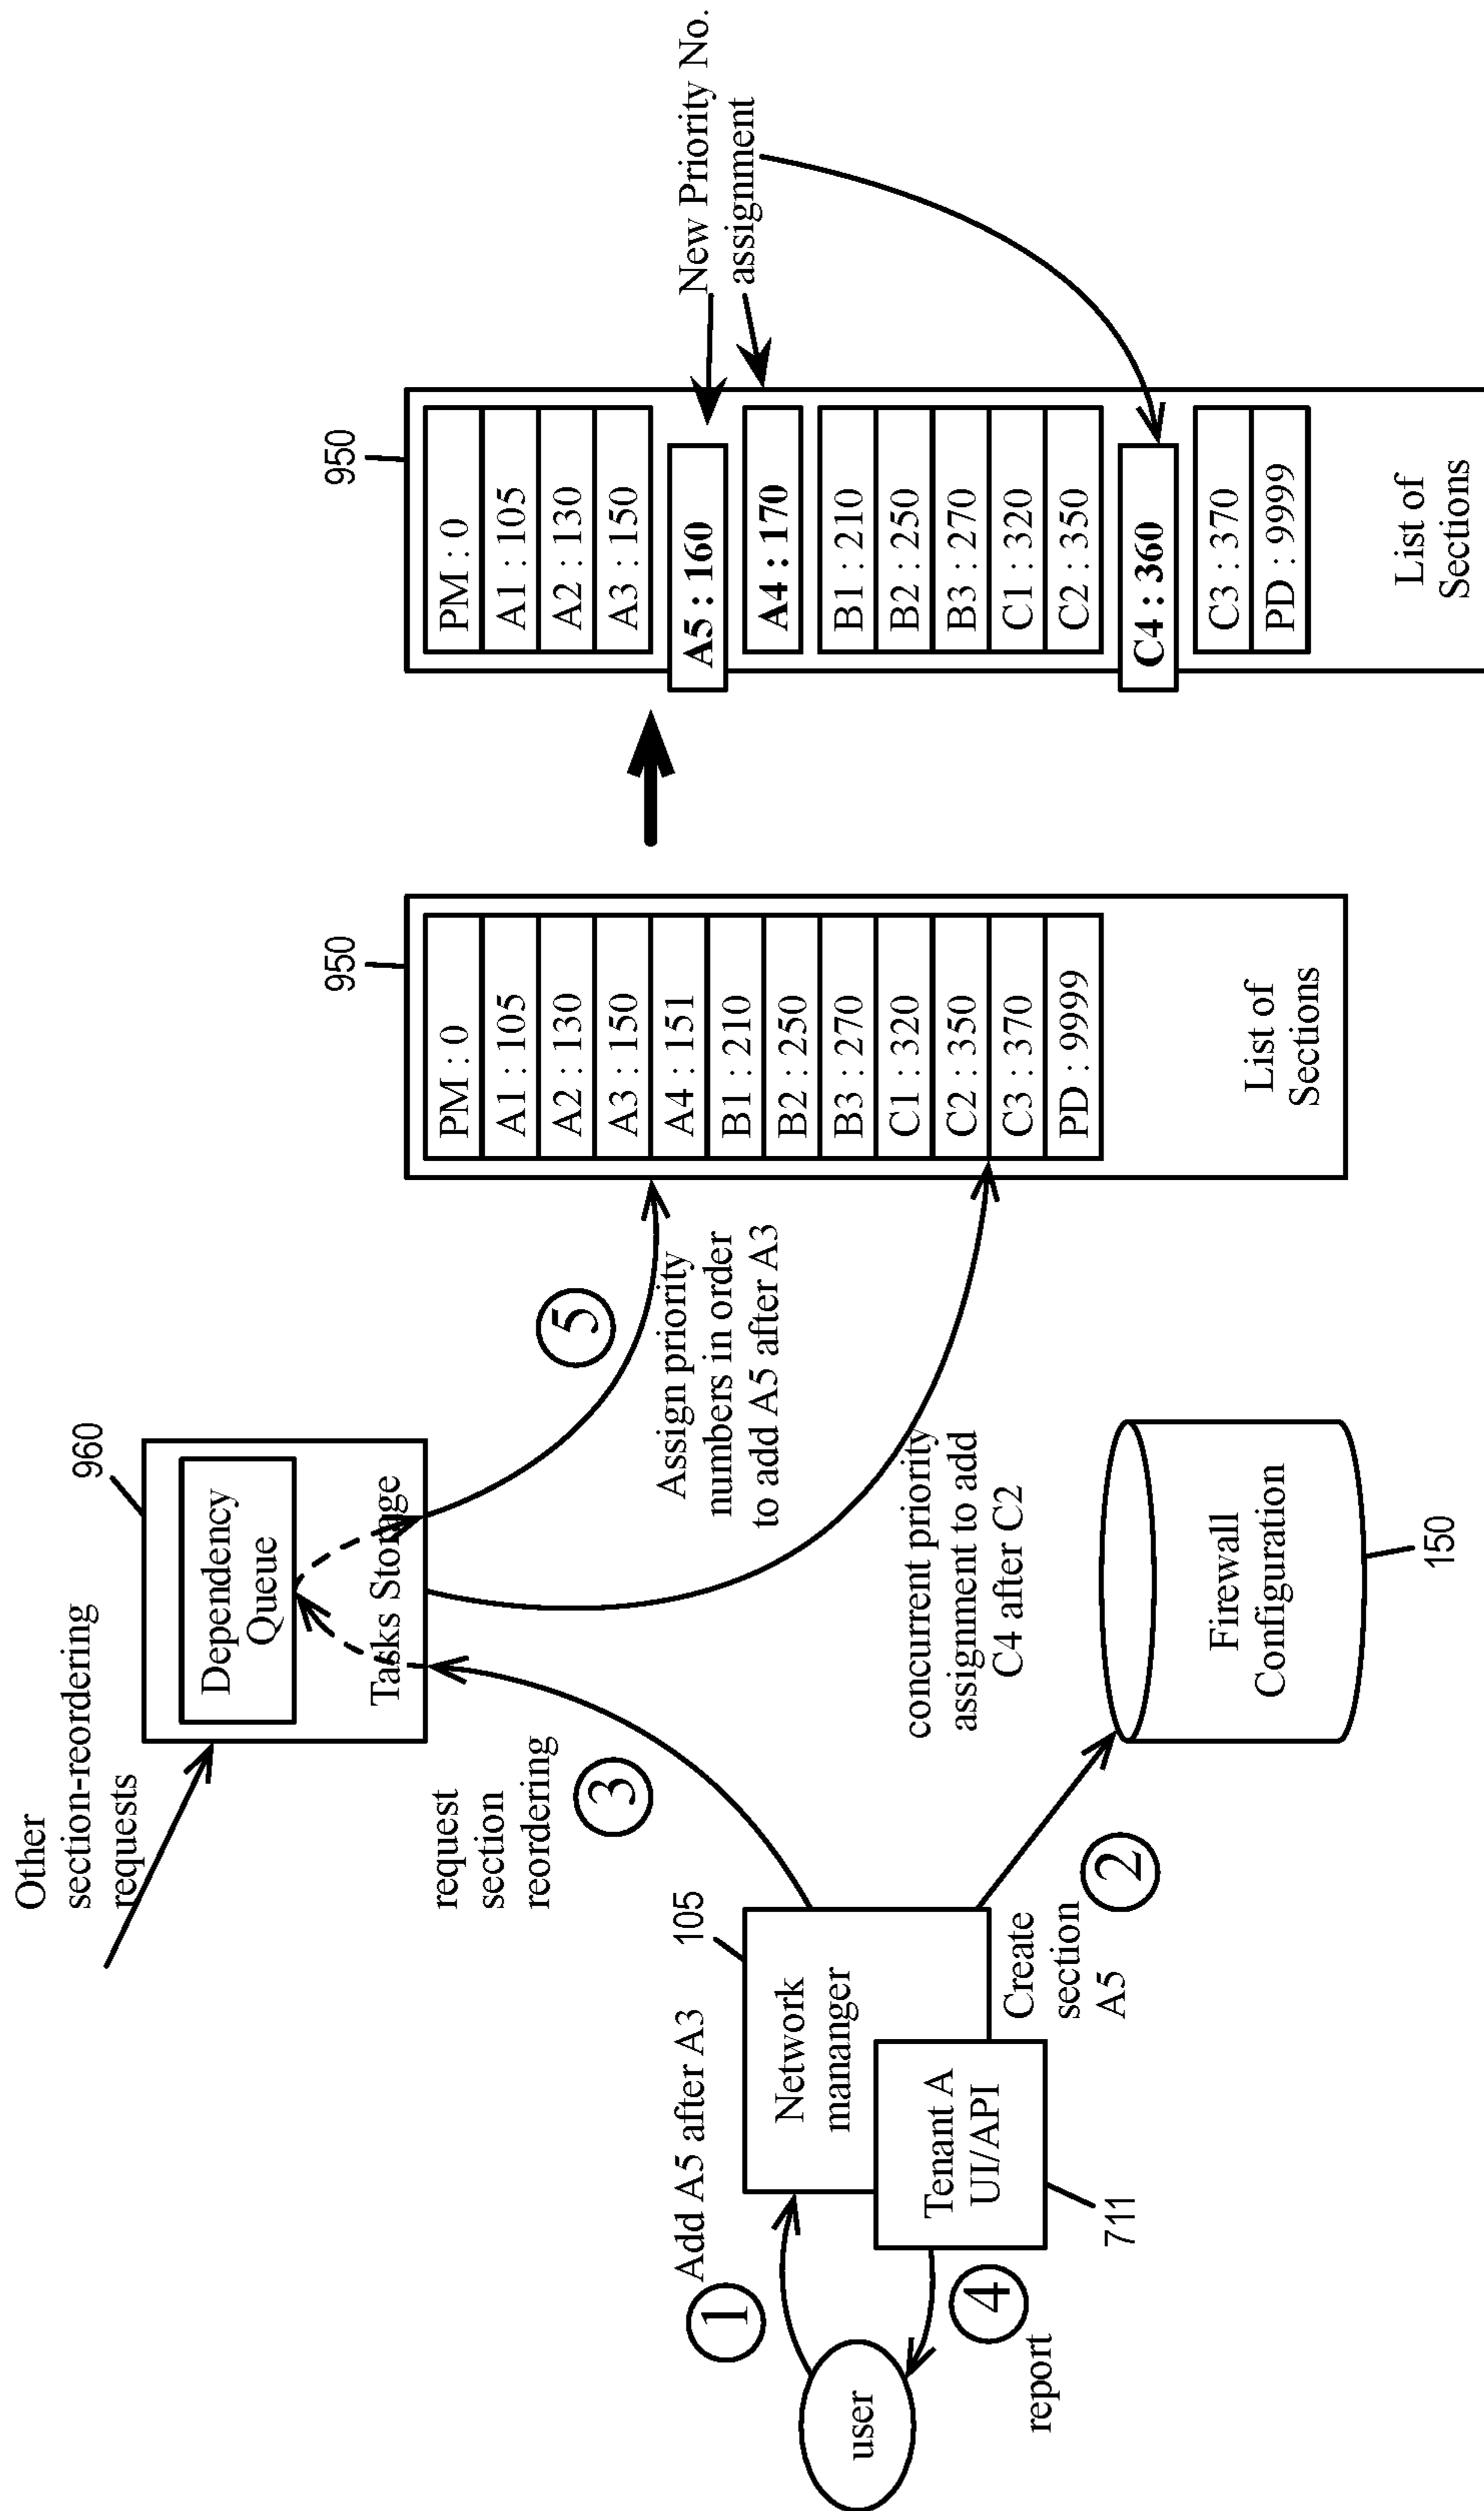 Other
section-reordering
requests
960
Dependency
Queue
Tasks Storage
request
section
reordering
3
5
Assign priority
numbers in order
to add A5 after A3
concurrent priority
assignment to add
C4 after C2
1
Add A5 after A3
105
Network
mananger
Tenant A
UI/API
711
user
4
report
Create
section
A5
2
Firewall
Configuration
150
950
PM : 0
A1 : 105
A2 : 130
A3 : 150
A4 : 151
B1 : 210
B2 : 250
B3 : 270
C1 : 320
C2 : 350
C3 : 370
PD : 9999
List of
Sections
950
PM : 0
A1 : 105
A2 : 130
A3 : 150
A5 : 160
A4 : 170
B1 : 210
B2 : 250
B3 : 270
C1 : 320
C2 : 350
C4 : 360
C3 : 370
PD : 9999
List of
Sections
New Priority No.
assignment